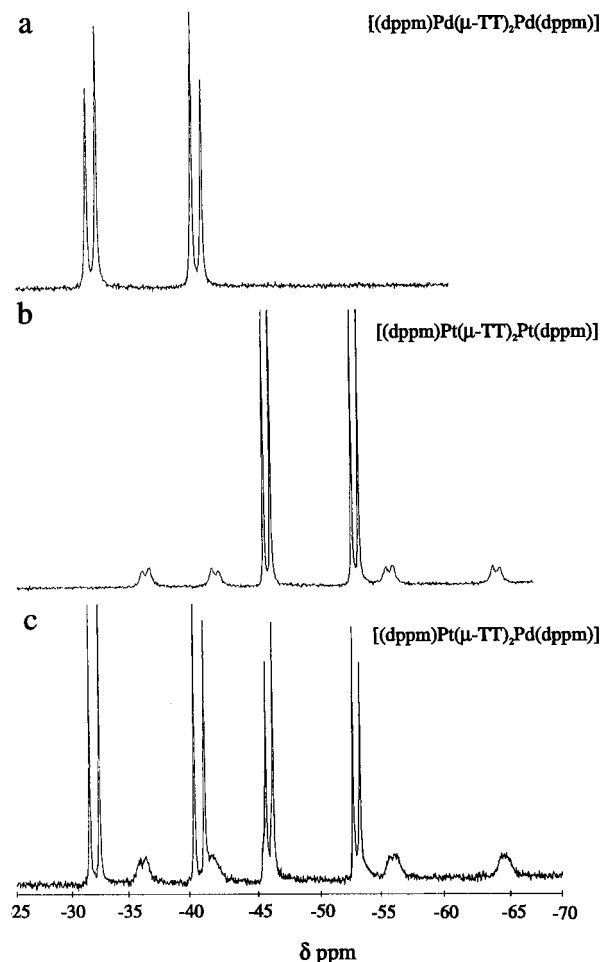 a
[(dppm)Pd(μ-TT)₂Pd(dppm)]
b
[(dppm)Pt(μ-TT)₂Pt(dppm)]
c
[(dppm)Pt(μ-TT)₂Pd(dppm)]
25 -30 -35 -40 -45 -50 -55 -60 -65 -70
δ ppm